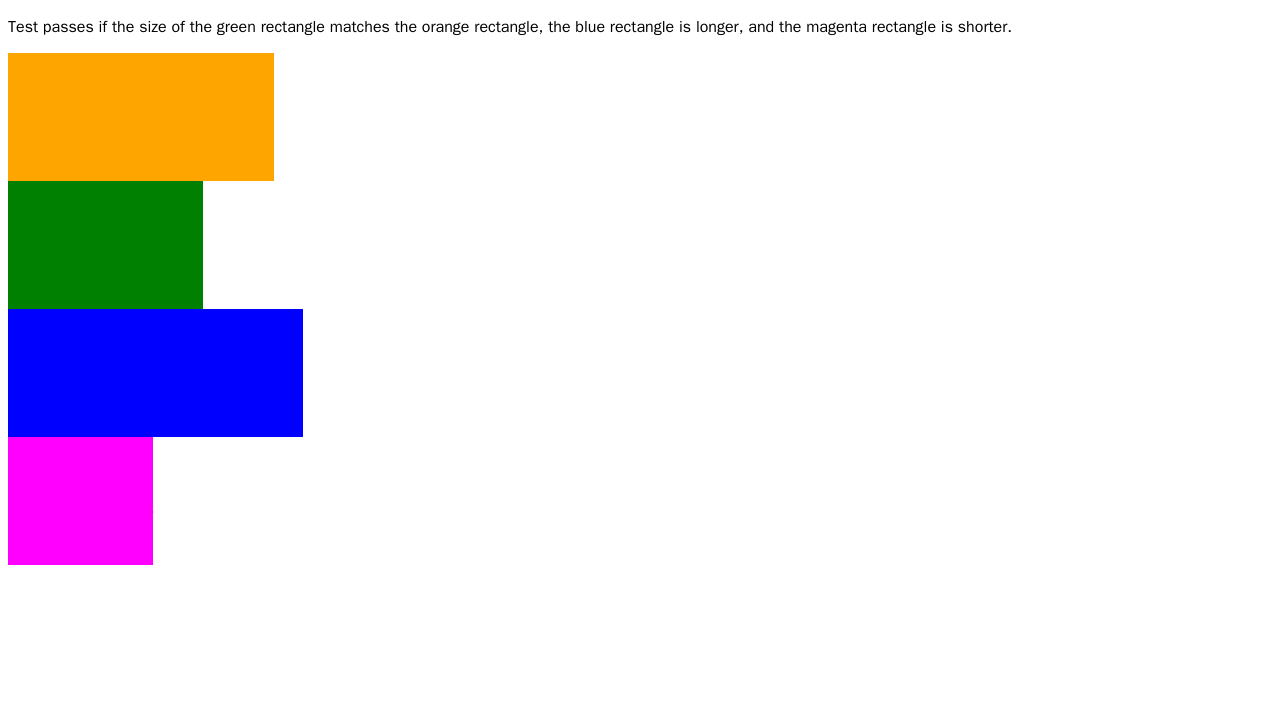 Test passes if the size of the green rectangle matches the orange rectangle, the blue rectangle is longer, and the magenta rectangle is shorter.